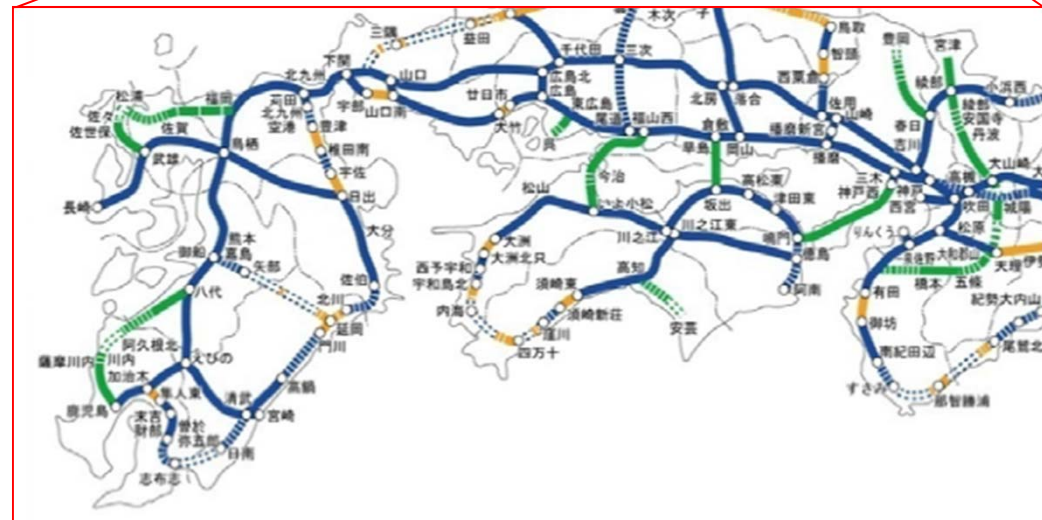 木次
子
鳥取
三隅
益田
豊岡
宮津
千代田
三次
智頭
下関
北九州
山口
広島北
広島
西粟倉
綾部
小浜西
松浦
福岡
苅田
北九州
空港
宇部
山口南
廿日市
東広島
北房
落合
佐用
山崎
綾部
安国寺
佐々
佐世保
佐賀
豊津
大竹
呉
尾道
福山西
倉敷
播磨新宮
春日
丹波
鳥栖
早島
岡山
播磨
吉川
武雄
椎田南
宇佐
今治
三木
神戸西
神戸
高槻
大山崎
長崎
日出
松山
いよ小松
坂出
高松東
津田東
西宮
吹田
城陽
大分
大洲
大洲北只
川之江
川之江東
鳴門
徳島
りんくう
松原
熊本
嘉島
御船
矢部
西予宇和
宇和島北
高知
泉佐野
大和郡山
天理
伊勢
八代
佐伯
北川
須崎東
阿南
有田
橋本
五條
内海
須崎新荘
安芸
紀勢大内山
阿久根北
延岡
門川
窪川
御坊
薩摩川内
川内
えびの
四万十
尾鷲北
加治木
高鍋
南紀田辺
鹿児島
隼人東
清武
宮崎
すさみ
那智勝浦
末吉
財部
曽於
弥五郎
日南
志布志